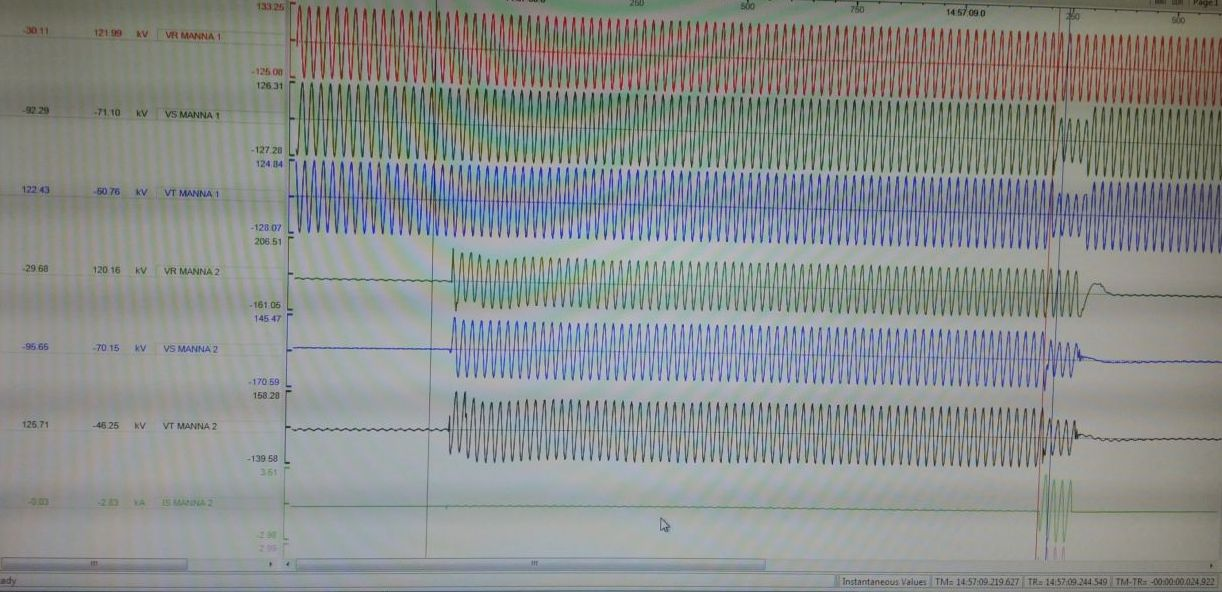 Page 1
250 500 750 14:57:09.0 250 500
133.25
-30.11 121.99 kV VR MANNA 1
-125.08
126.31
-92.29 -71.10 kV VS MANNA 1
-127.28
124.84
122.43 -50.76 kV VT MANNA 1
-128.07
206.51
-29.68 120.16 kV VR MANNA 2
-161.05
145.47
-95.65 -70.15 kV VS MANNA 2
-170.59
158.28
125.71 -46.25 kV VT MANNA 2
-139.58
3.61
-0.03 -2.83 kA IS MANNA 2
-2.98
2.99
ady Instantaneous Values TM= 14:57:09.219.627 TR= 14:57:09.244.549 TM-TR= -00:00:00.024.922